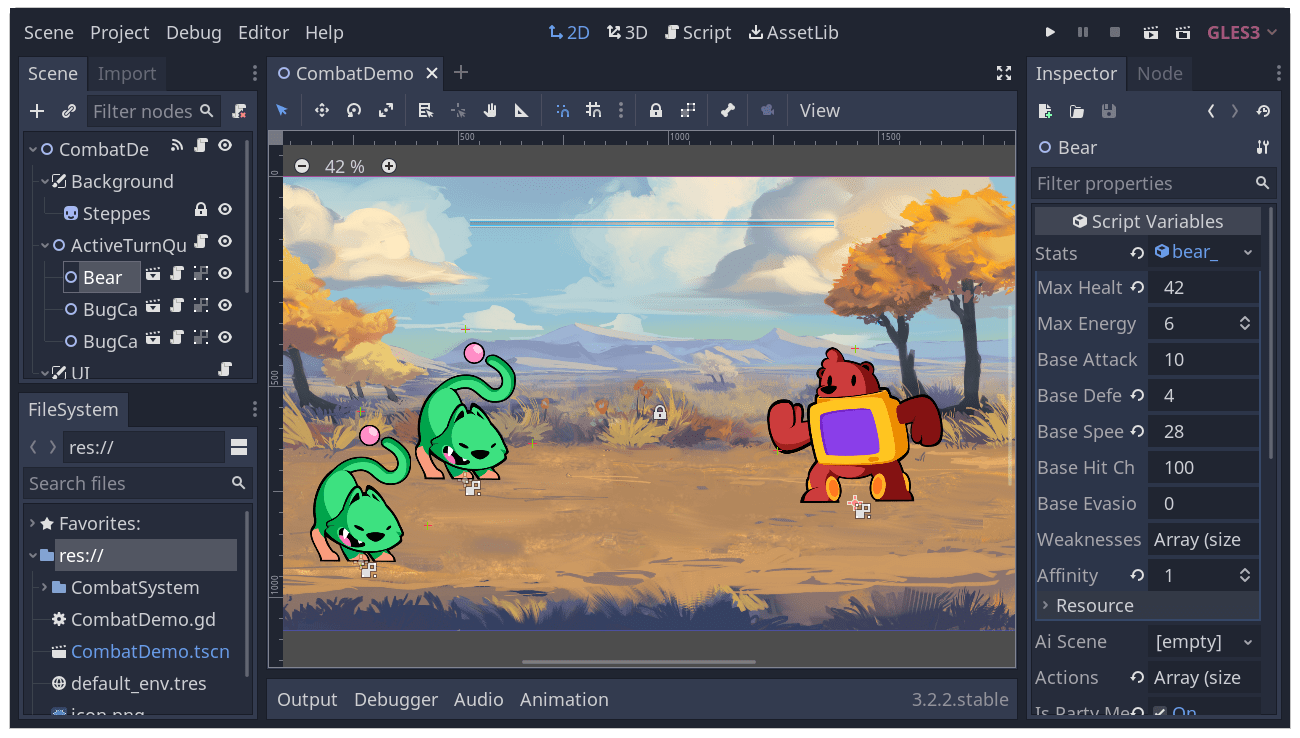 Scene Project Debug Editor Help 2D 3D Script AssetLib GLES3
Scene Import
Filter nodes
CombatDe
Background
Steppes
ActiveTurnQu
Bear
BugCa
BugCa
UI
FileSystem
res://
Search files
Favorites:
res://
CombatSystem
CombatDemo.gd
CombatDemo.tscn
default_env.tres
icon.png
CombatDemo
View
500 1000 1500
0
500
1000
42 %
Output Debugger Audio Animation 3.2.2.stable
Inspector Node
Bear
Filter properties
Script Variables
Stats bear_
Max Healt 42
Max Energy 6
Base Attack 10
Base Defe 4
Base Spee 28
Base Hit Ch 100
Base Evasio 0
Weaknesses Array (size
Affinity 1
Resource
Ai Scene [empty]
Actions Array (size
Is Party Me On